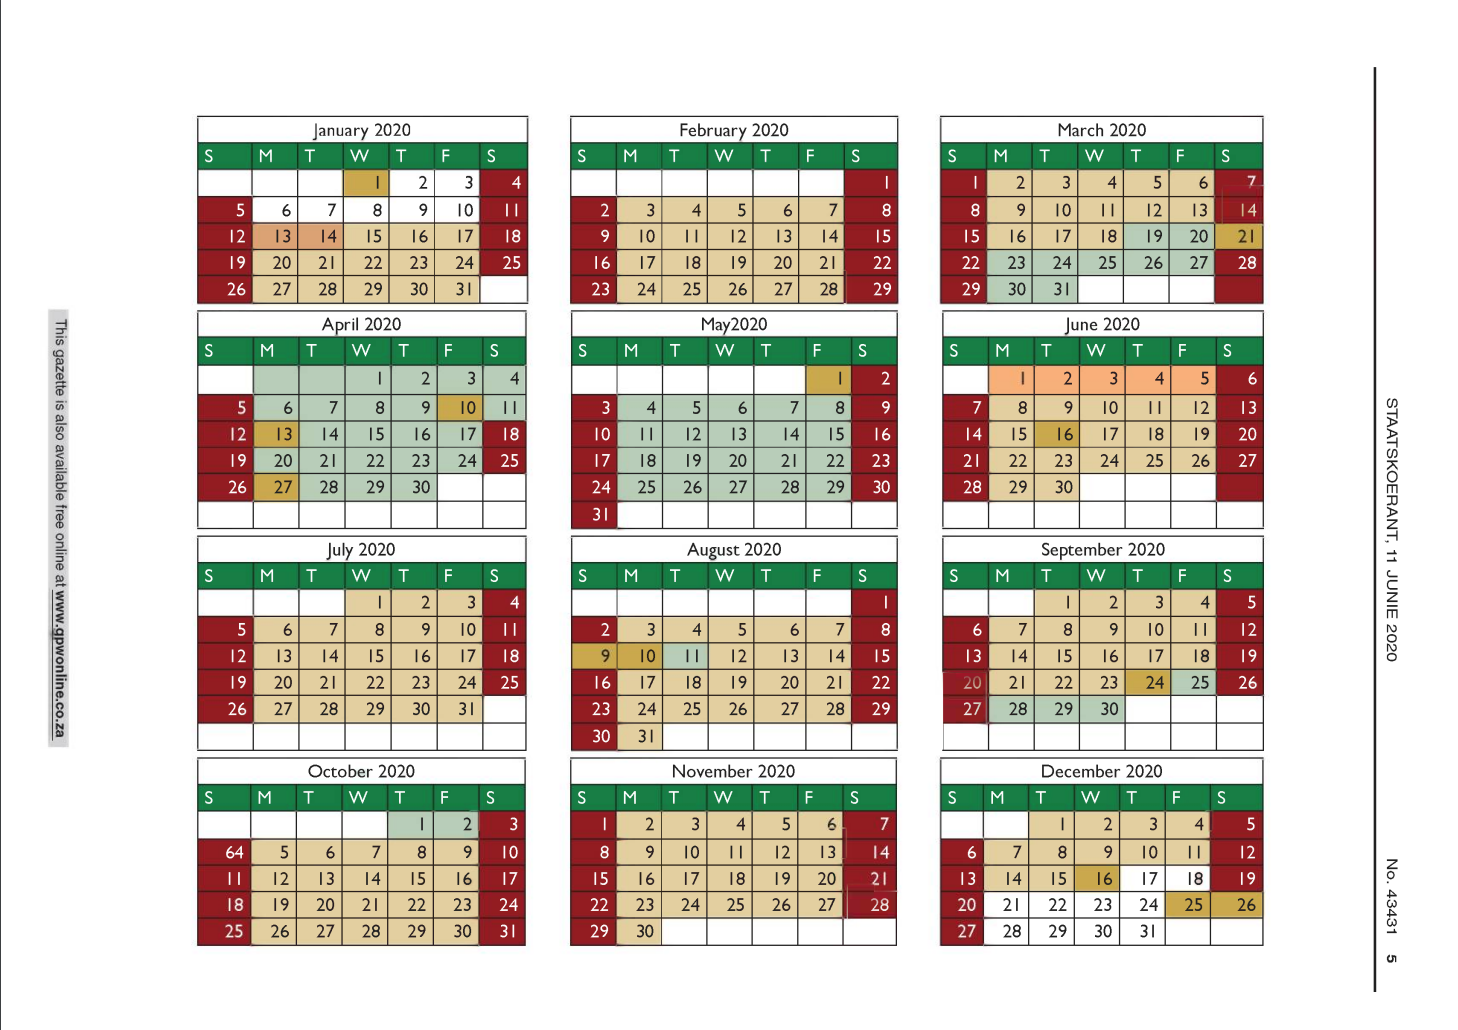 January 2020
S M T W T F S
1 2 3 4
5 6 7 8 9 10 11
12 13 14 15 16 17 18
19 20 21 22 23 24 25
26 27 28 29 30 31
February 2020
S M T W T F S
1
2 3 4 5 6 7 8
9 10 11 12 13 14 15
16 17 18 19 20 21 22
23 24 25 26 27 28 29
March 2020
S M T W T F S
1 2 3 4 5 6 7
8 9 10 11 12 13 14
15 16 17 18 19 20 21
22 23 24 25 26 27 28
29 30 31
April 2020
S M T W T F S
1 2 3 4
5 6 7 8 9 10 11
12 13 14 15 16 17 18
19 20 21 22 23 24 25
26 27 28 29 30
May2020
S M T W T F S
1 2
3 4 5 6 7 8 9
10 11 12 13 14 15 16
17 18 19 20 21 22 23
24 25 26 27 28 29 30
31
June 2020
S M T W T F S
1 2 3 4 5 6
7 8 9 10 11 12 13
14 15 16 17 18 19 20
21 22 23 24 25 26 27
28 29 30
July 2020
S M T W T F S
1 2 3 4
5 6 7 8 9 10 11
12 13 14 15 16 17 18
19 20 21 22 23 24 25
26 27 28 29 30 31
August 2020
S M T W T F S
1
2 3 4 5 6 7 8
9 10 11 12 13 14 15
16 17 18 19 20 21 22
23 24 25 26 27 28 29
30 31
September 2020
S M T W T F S
1 2 3 4 5
6 7 8 9 10 11 12
13 14 15 16 17 18 19
20 21 22 23 24 25 26
27 28 29 30
October 2020
S M T W T F S
1 2 3
64 5 6 7 8 9 10
11 12 13 14 15 16 17
18 19 20 21 22 23 24
25 26 27 28 29 30 31
November 2020
S M T W T F S
1 2 3 4 5 6 7
8 9 10 11 12 13 14
15 16 17 18 19 20 21
22 23 24 25 26 27 28
29 30
December 2020
S M T W T F S
1 2 3 4 5
6 7 8 9 10 11 12
13 14 15 16 17 18 19
20 21 22 23 24 25 26
27 28 29 30 31
STAATSKOERANT, 11 JUNIE 2020
No. 43431 5
This gazette is also available free online at www.gpwonline.co.za